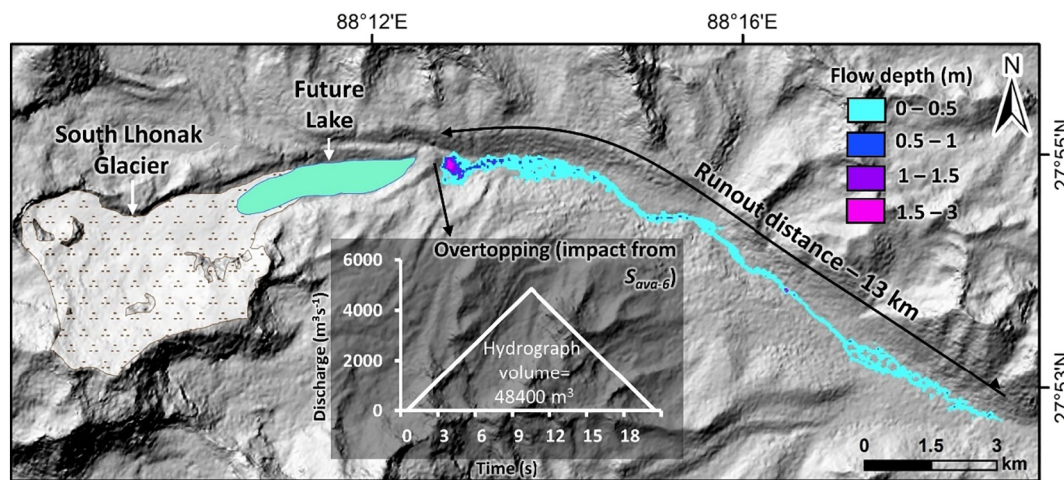 88°12'E
88°16'E
Future
Lake
South Lhonak
Glacier
Flow depth (m)
0 – 0.5
0.5 – 1
1 – 1.5
1.5 – 3
N
27°55'N
Runout distance – 13 km
Overtopping (impact from
Sava-6)
6000
4000
2000
0
Discharge (m³s⁻¹)
Hydrograph
volume=
48400 m³
0 3 6 9 12 15 18
Time (s)
27°53'N
0 1.5 3
km